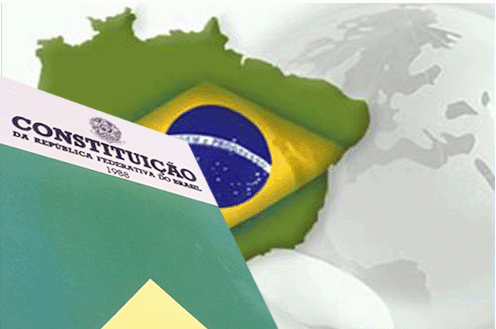 CONSTITUIÇÃO
DA REPÚBLICA FEDERATIVA DO BRASIL
1988